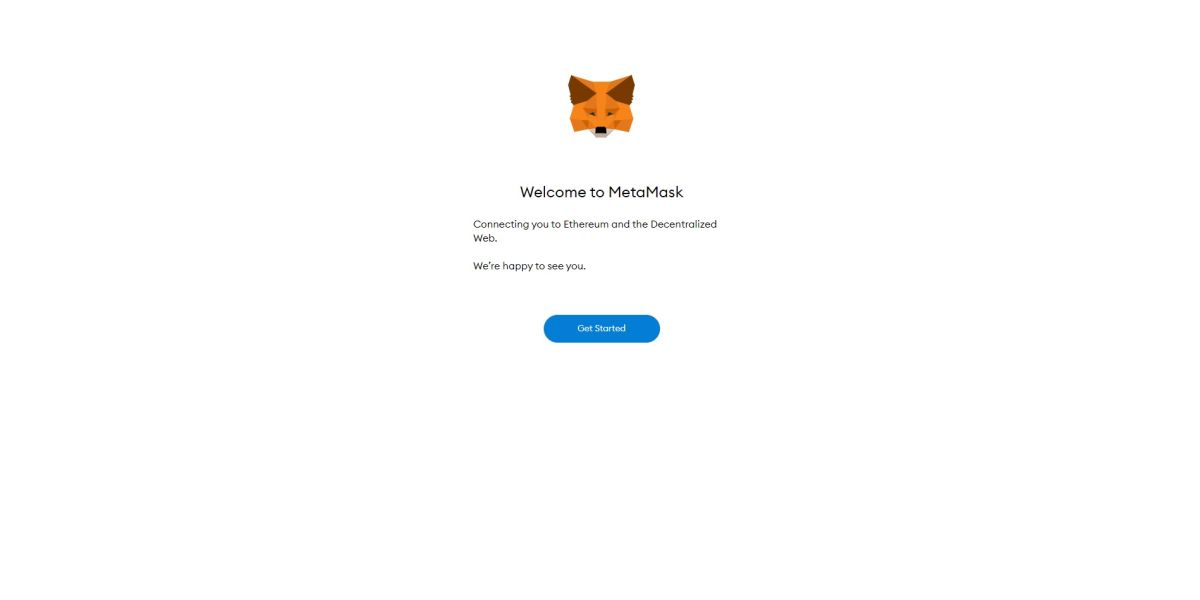 Welcome to MetaMask
Connecting you to Ethereum and the Decentralized
Web.
We're happy to see you.
Get Started